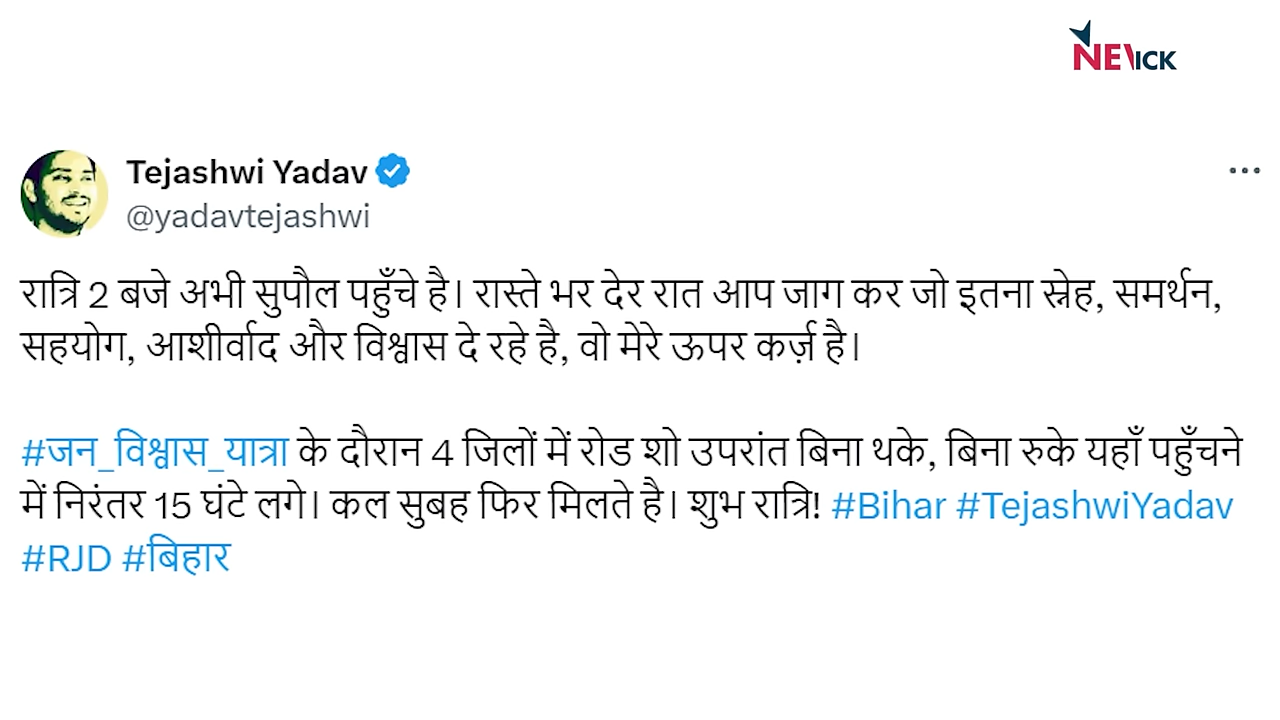 NEWICK
Tejashwi Yadav
@yadavtejashwi
रात्रि 2 बजे अभी सुपौल पहुँचे है। रास्ते भर देर रात आप जाग कर जो इतना स्नेह, समर्थन,
सहयोग, आशीर्वाद और विश्वास दे रहे है, वो मेरे ऊपर कर्ज़ है।
#जन_विश्वास_यात्रा के दौरान 4 जिलों में रोड शो उपरांत बिना थके, बिना रुके यहाँ पहुँचने
में निरंतर 15 घंटे लगे। कल सुबह फिर मिलते है। शुभ रात्रि! #Bihar #TejashwiYadav
#RJD #बिहार